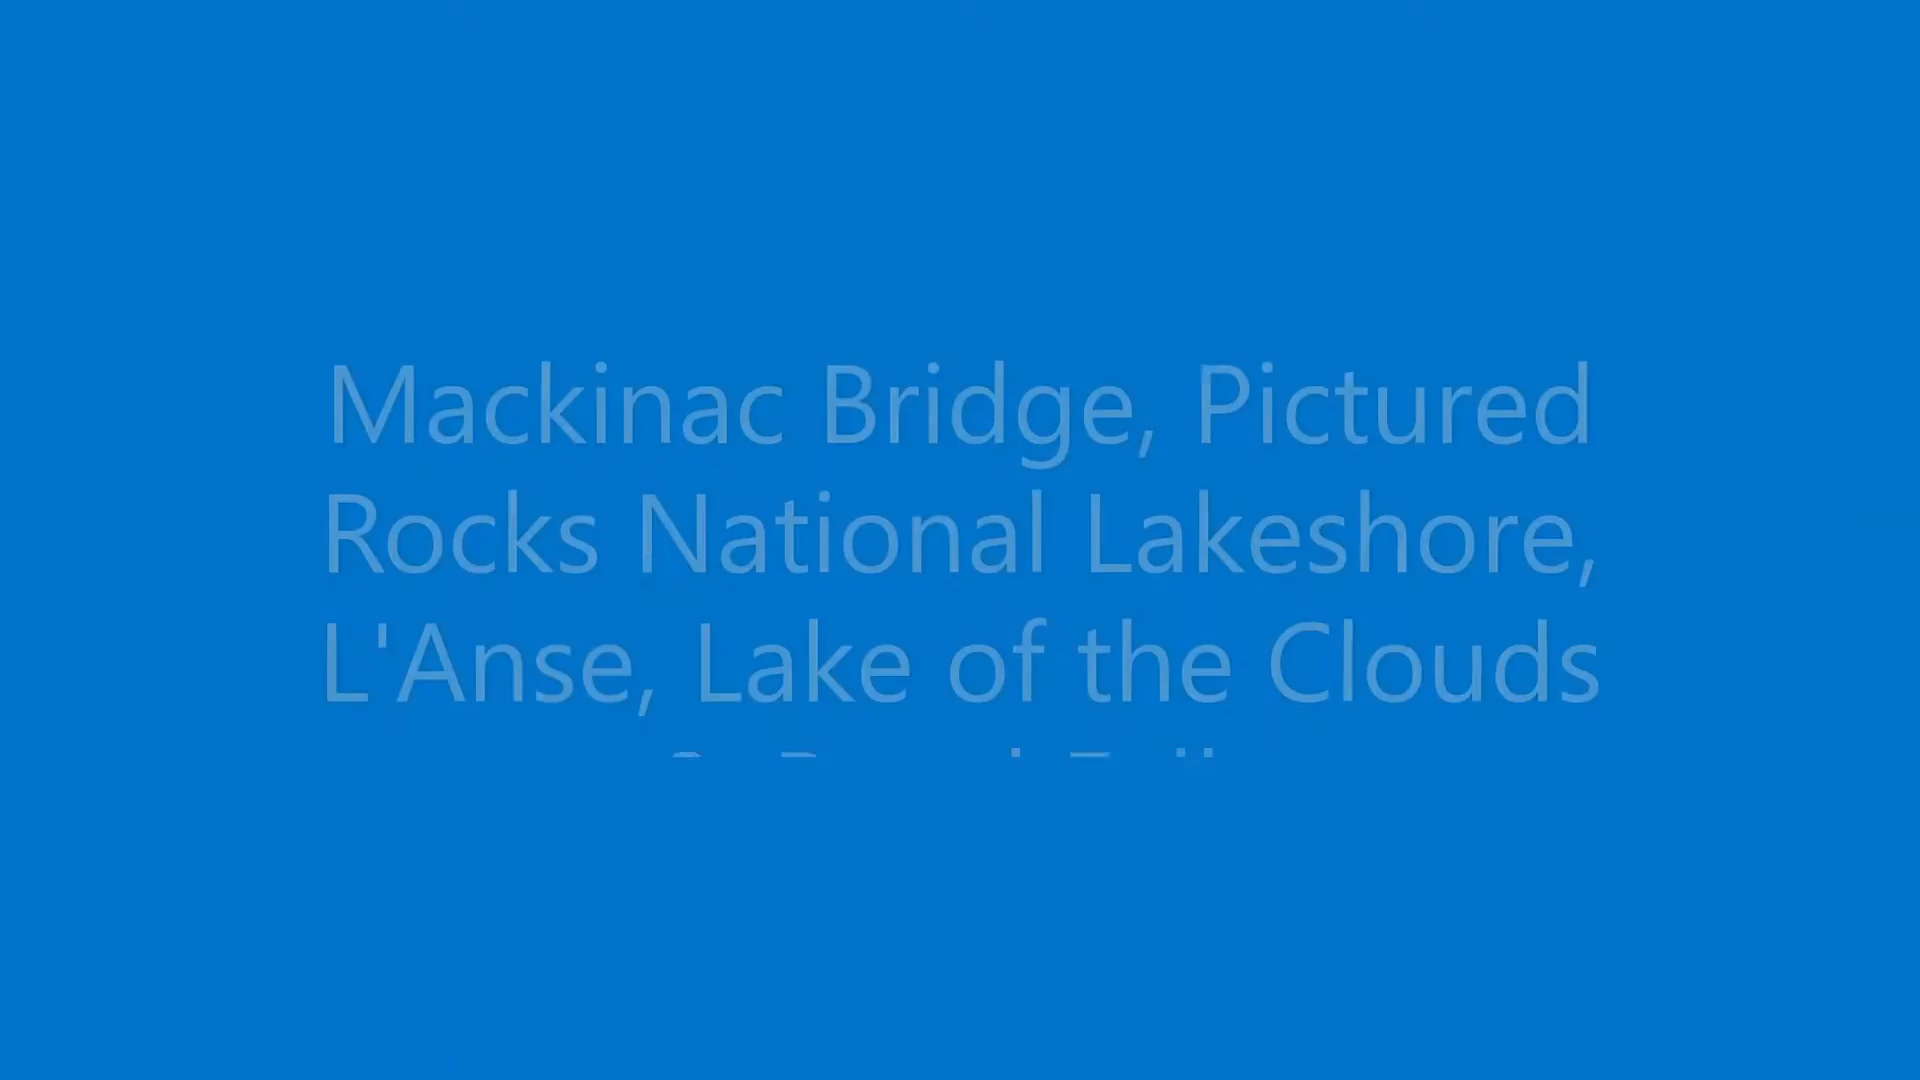 Mackinac Bridge, Pictured
Rocks National Lakeshore,
L'Anse, Lake of the Clouds